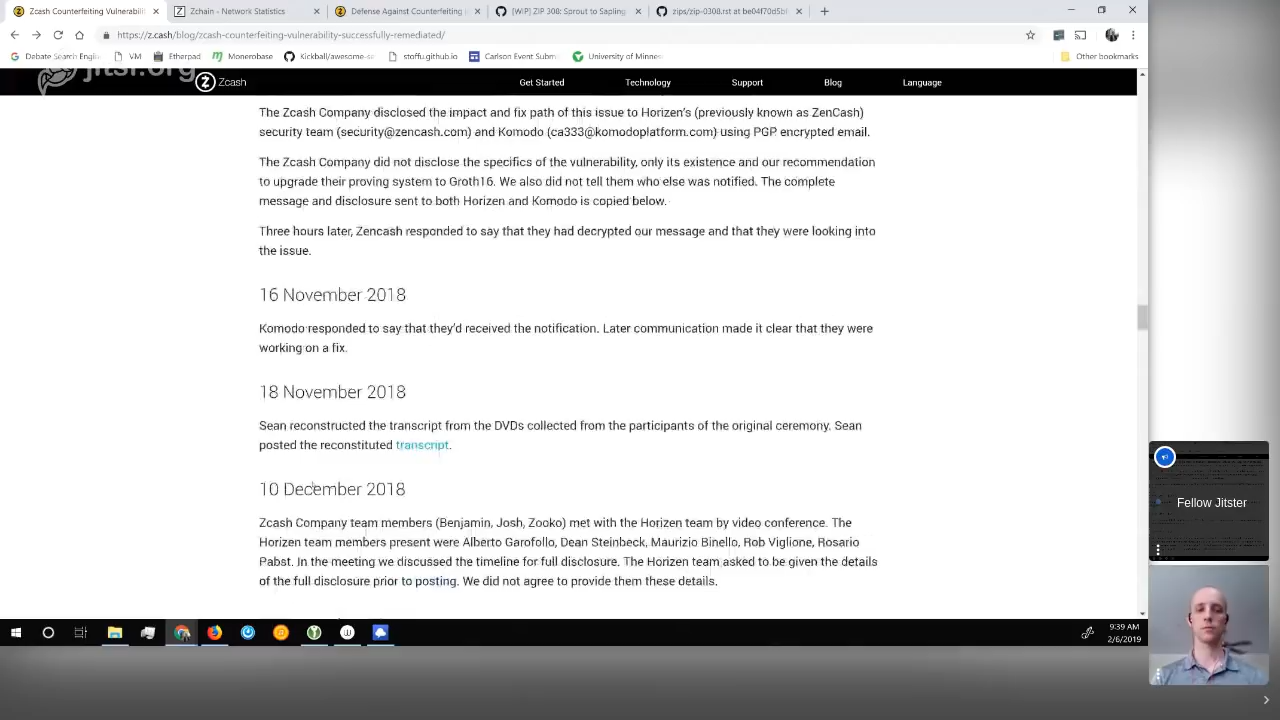 Zcash Counterfeiting Vulnerabili
Zchain - Network Statistics
Defense Against Counterfeiting i
[WIP] ZIP 308: Sprout to Sapling
zips/zip-0308.rst at be04f70d5bf
https://z.cash/blog/zcash-counterfeiting-vulnerability-successfully-remediated/
Debate Search Engin
VM
Etherpad
Monerobase
Kickball/awesome-se
stoffu.github.io
Carlson Event Submi
University of Minnes
Other bookmarks
jitsi.org
Zcash
Get Started
Technology
Support
Blog
Language
The Zcash Company disclosed the impact and fix path of this issue to Horizen's (previously known as ZenCash)
security team (security@zencash.com) and Komodo (ca333@komodoplatform.com) using PGP encrypted email.
The Zcash Company did not disclose the specifics of the vulnerability, only its existence and our recommendation
to upgrade their proving system to Groth16. We also did not tell them who else was notified. The complete
message and disclosure sent to both Horizen and Komodo is copied below.
Three hours later, Zencash responded to say that they had decrypted our message and that they were looking into
the issue.
16 November 2018
Komodo responded to say that they'd received the notification. Later communication made it clear that they were
working on a fix.
18 November 2018
Sean reconstructed the transcript from the DVDs collected from the participants of the original ceremony. Sean
posted the reconstituted transcript.
10 December 2018
Zcash Company team members (Benjamin, Josh, Zooko) met with the Horizen team by video conference. The
Horizen team members present were Alberto Garofollo, Dean Steinbeck, Maurizio Binello, Rob Viglione, Rosario
Pabst. In the meeting we discussed the timeline for full disclosure. The Horizen team asked to be given the details
of the full disclosure prior to posting. We did not agree to provide them these details.
Fellow Jitster
9:39 AM
2/6/2019